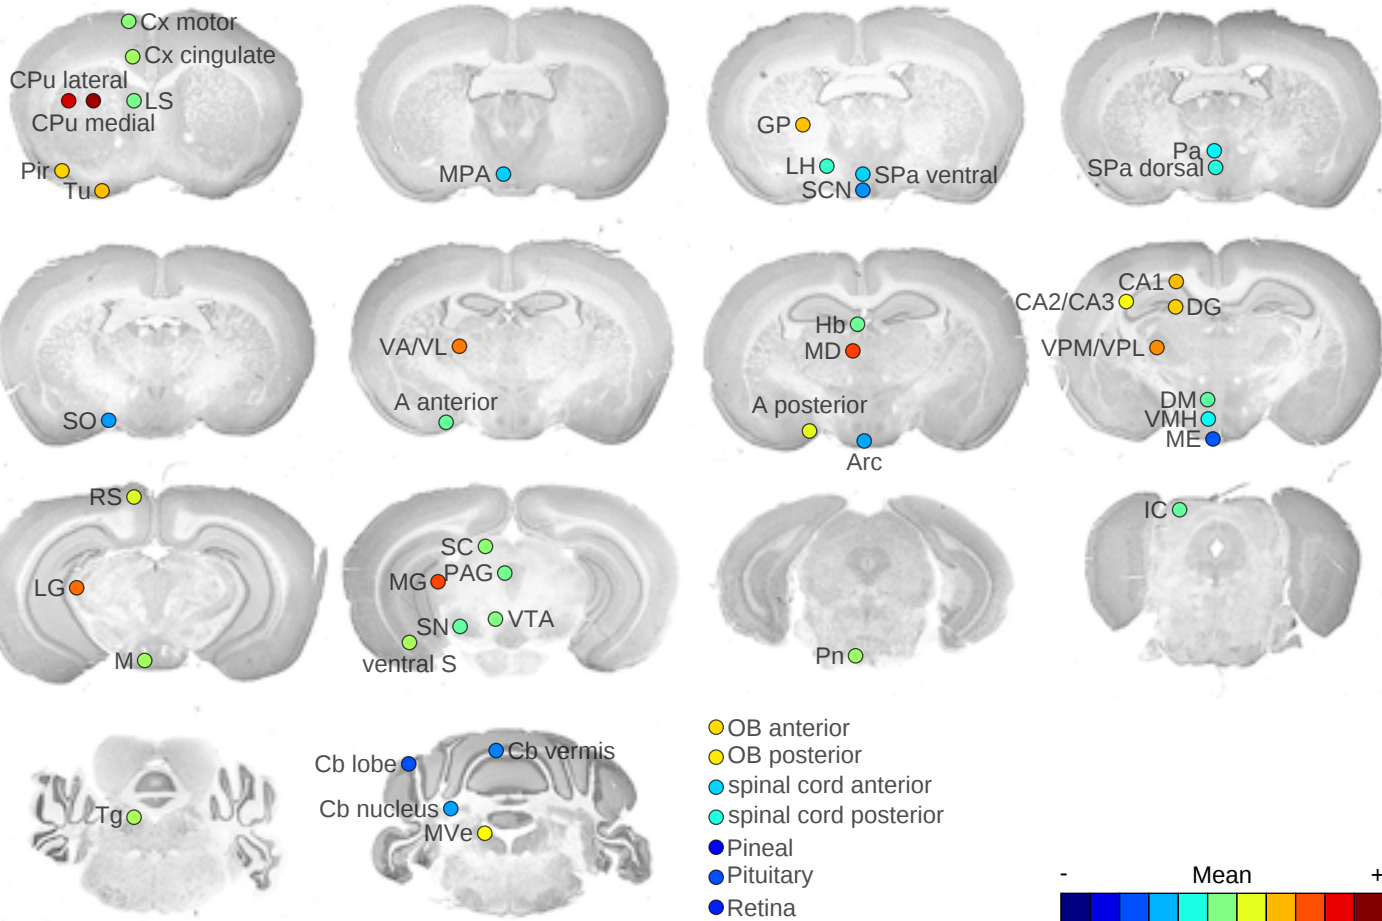 Cx motor
Cx cingulate
CPu lateral
LS
CPu medial
Pir
Tu
MPA
GP
LH
SPa ventral
SCN
Pa
SPa dorsal
SO
VA/VL
A anterior
Hb
MD
A posterior
Arc
CA1
CA2/CA3
DG
VPM/VPL
DM
VMH
ME
RS
LG
M
SC
MG
PAG
SN
VTA
ventral S
Pn
IC
Tg
Cb lobe
Cb vermis
Cb nucleus
MVe
OB anterior
OB posterior
spinal cord anterior
spinal cord posterior
Pineal
Pituitary
Retina
- Mean +